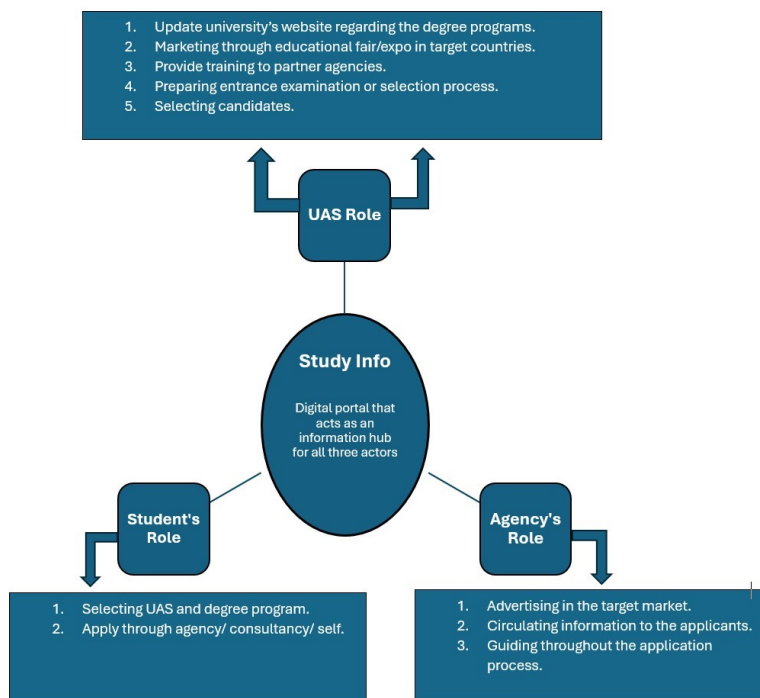 1. Update university's website regarding the degree programs.
2. Marketing through educational fair/expo in target countries.
3. Provide training to partner agencies.
4. Preparing entrance examination or selection process.
5. Selecting candidates.
UAS Role
Study Info
Digital portal that
acts as an
information hub
for all three actors
Student's
Role
Agency's
Role
1. Selecting UAS and degree program.
2. Apply through agency/ consultancy/ self.
1. Advertising in the target market.
2. Circulating information to the applicants.
3. Guiding throughout the application
process.